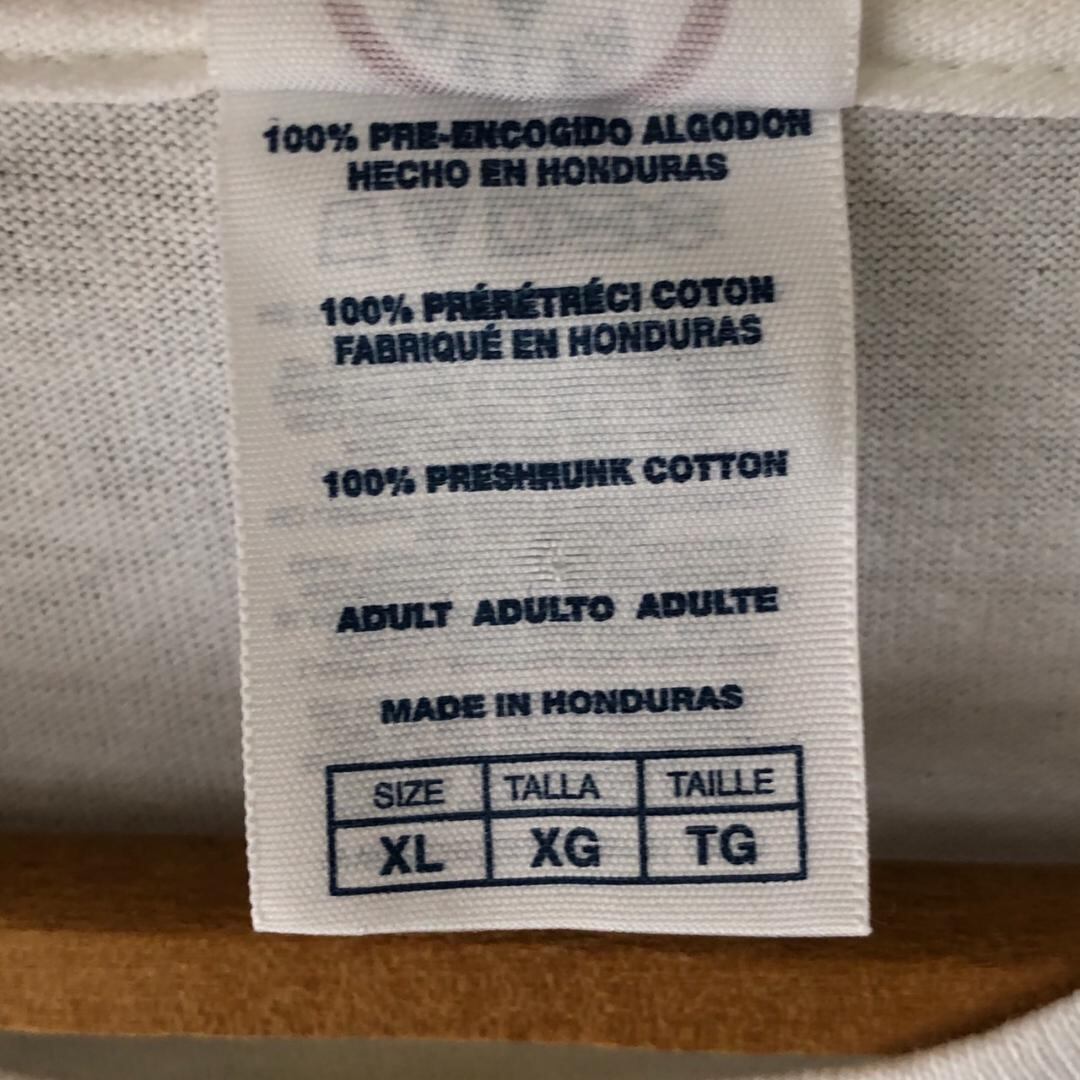 100% PRE-ENCOGIDO ALGODON
HECHO EN HONDURAS
100% PRÉRÉTRÉCI COTON
FABRIQUÉ EN HONDURAS
100% PRESHRUNK COTTON
ADULT ADULTO ADULTE
MADE IN HONDURAS
SIZE TALLA TAILLE
XL XG TG